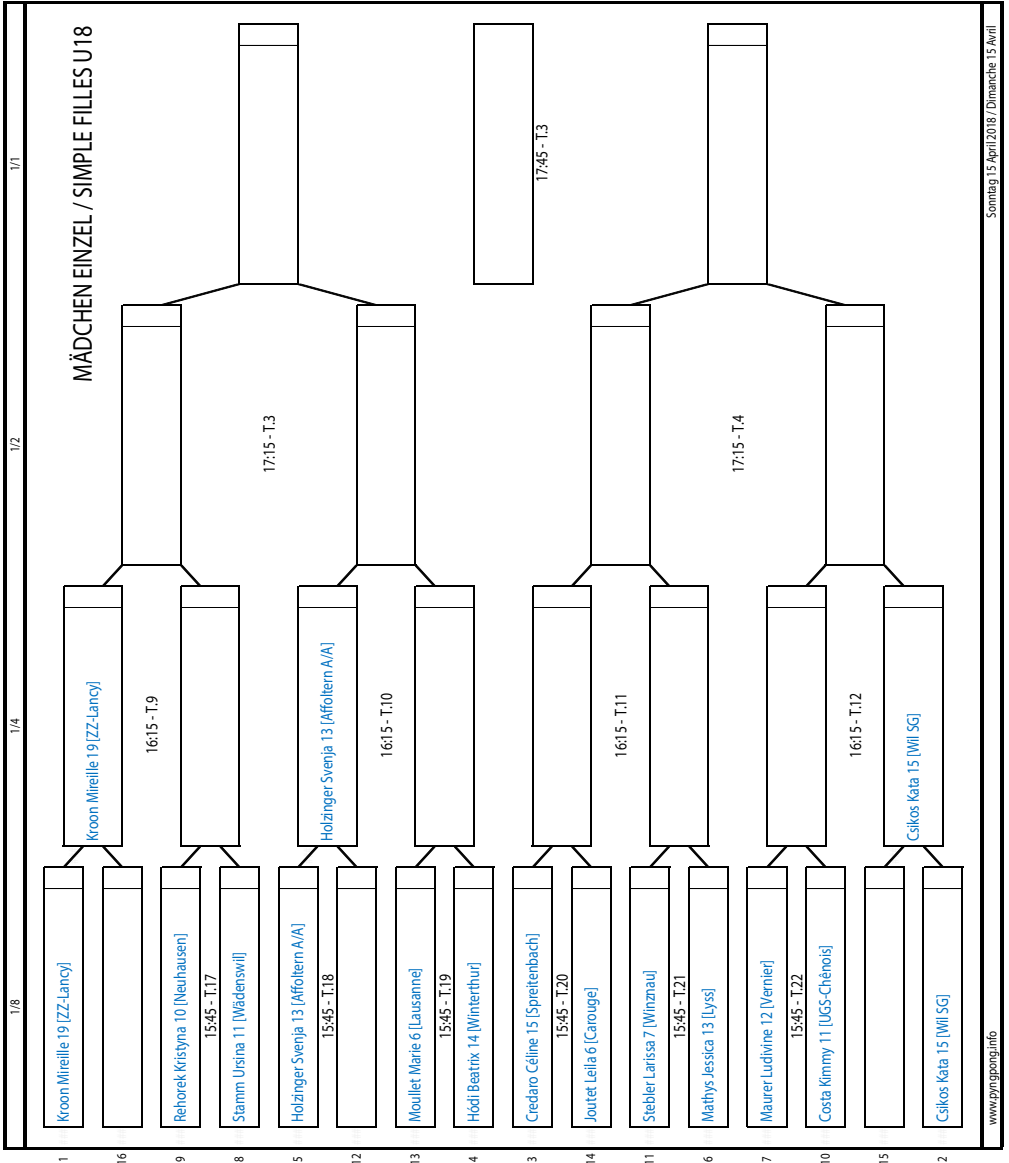 MÄDCHEN EINZEL / SIMPLE FILLES U18
1/8
1/4
1/2
1/1
1
Kroon Mireille 19 [ZZ-Lancy]
16
9
Rehorek Kristyna 10 [Neuhausen]
15:45 - T.17
8
Stamm Ursina 11 [Wädenswil]
5
Holzinger Svenja 13 [Affoltern A/A]
15:45 - T.18
12
13
Moullet Marie 6 [Lausanne]
15:45 - T.19
4
Hódi Beatrix 14 [Winterthur]
3
Credaro Céline 15 [Spreitenbach]
15:45 - T.20
14
Joutet Leila 6 [Carouge]
11
Stebler Larissa 7 [Winznau]
15:45 - T.21
6
Mathys Jessica 13 [Lyss]
7
Maurer Ludivine 12 [Vernier]
15:45 - T.22
10
Costa Kimmy 11 [UGS-Chênois]
15
2
Csikos Kata 15 [Wil SG]
Kroon Mireille 19 [ZZ-Lancy]
16:15 - T.9
Holzinger Svenja 13 [Affoltern A/A]
16:15 - T.10
16:15 - T.11
16:15 - T.12
Csikos Kata 15 [Wil SG]
17:15 - T.3
17:15 - T.4
17:45 - T.3
www.pyngpong.info
Sonntag 15 April 2018 / Dimanche 15 Avril